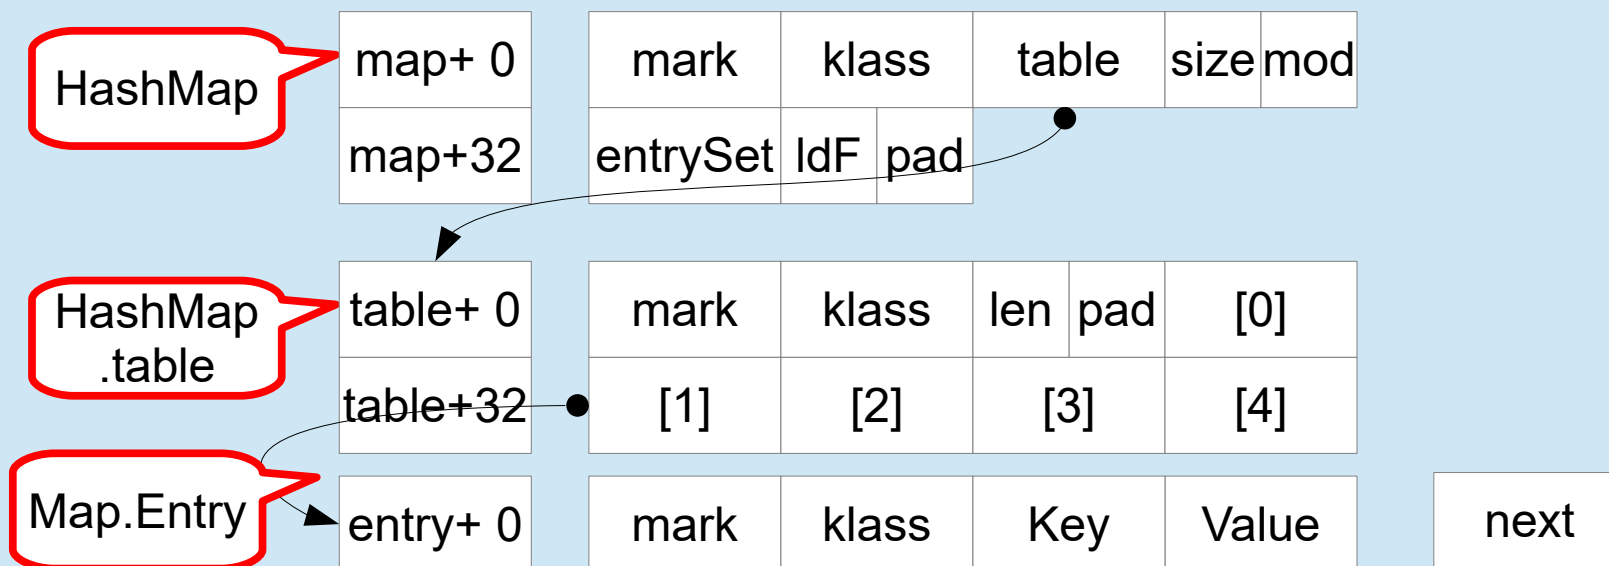 HashMap
map+ 0 mark klass table size mod
map+32 entrySet ldF pad
HashMap
.table
table+ 0 mark klass len pad [0]
table+32 [1] [2] [3] [4]
Map.Entry
entry+ 0 mark klass Key Value next